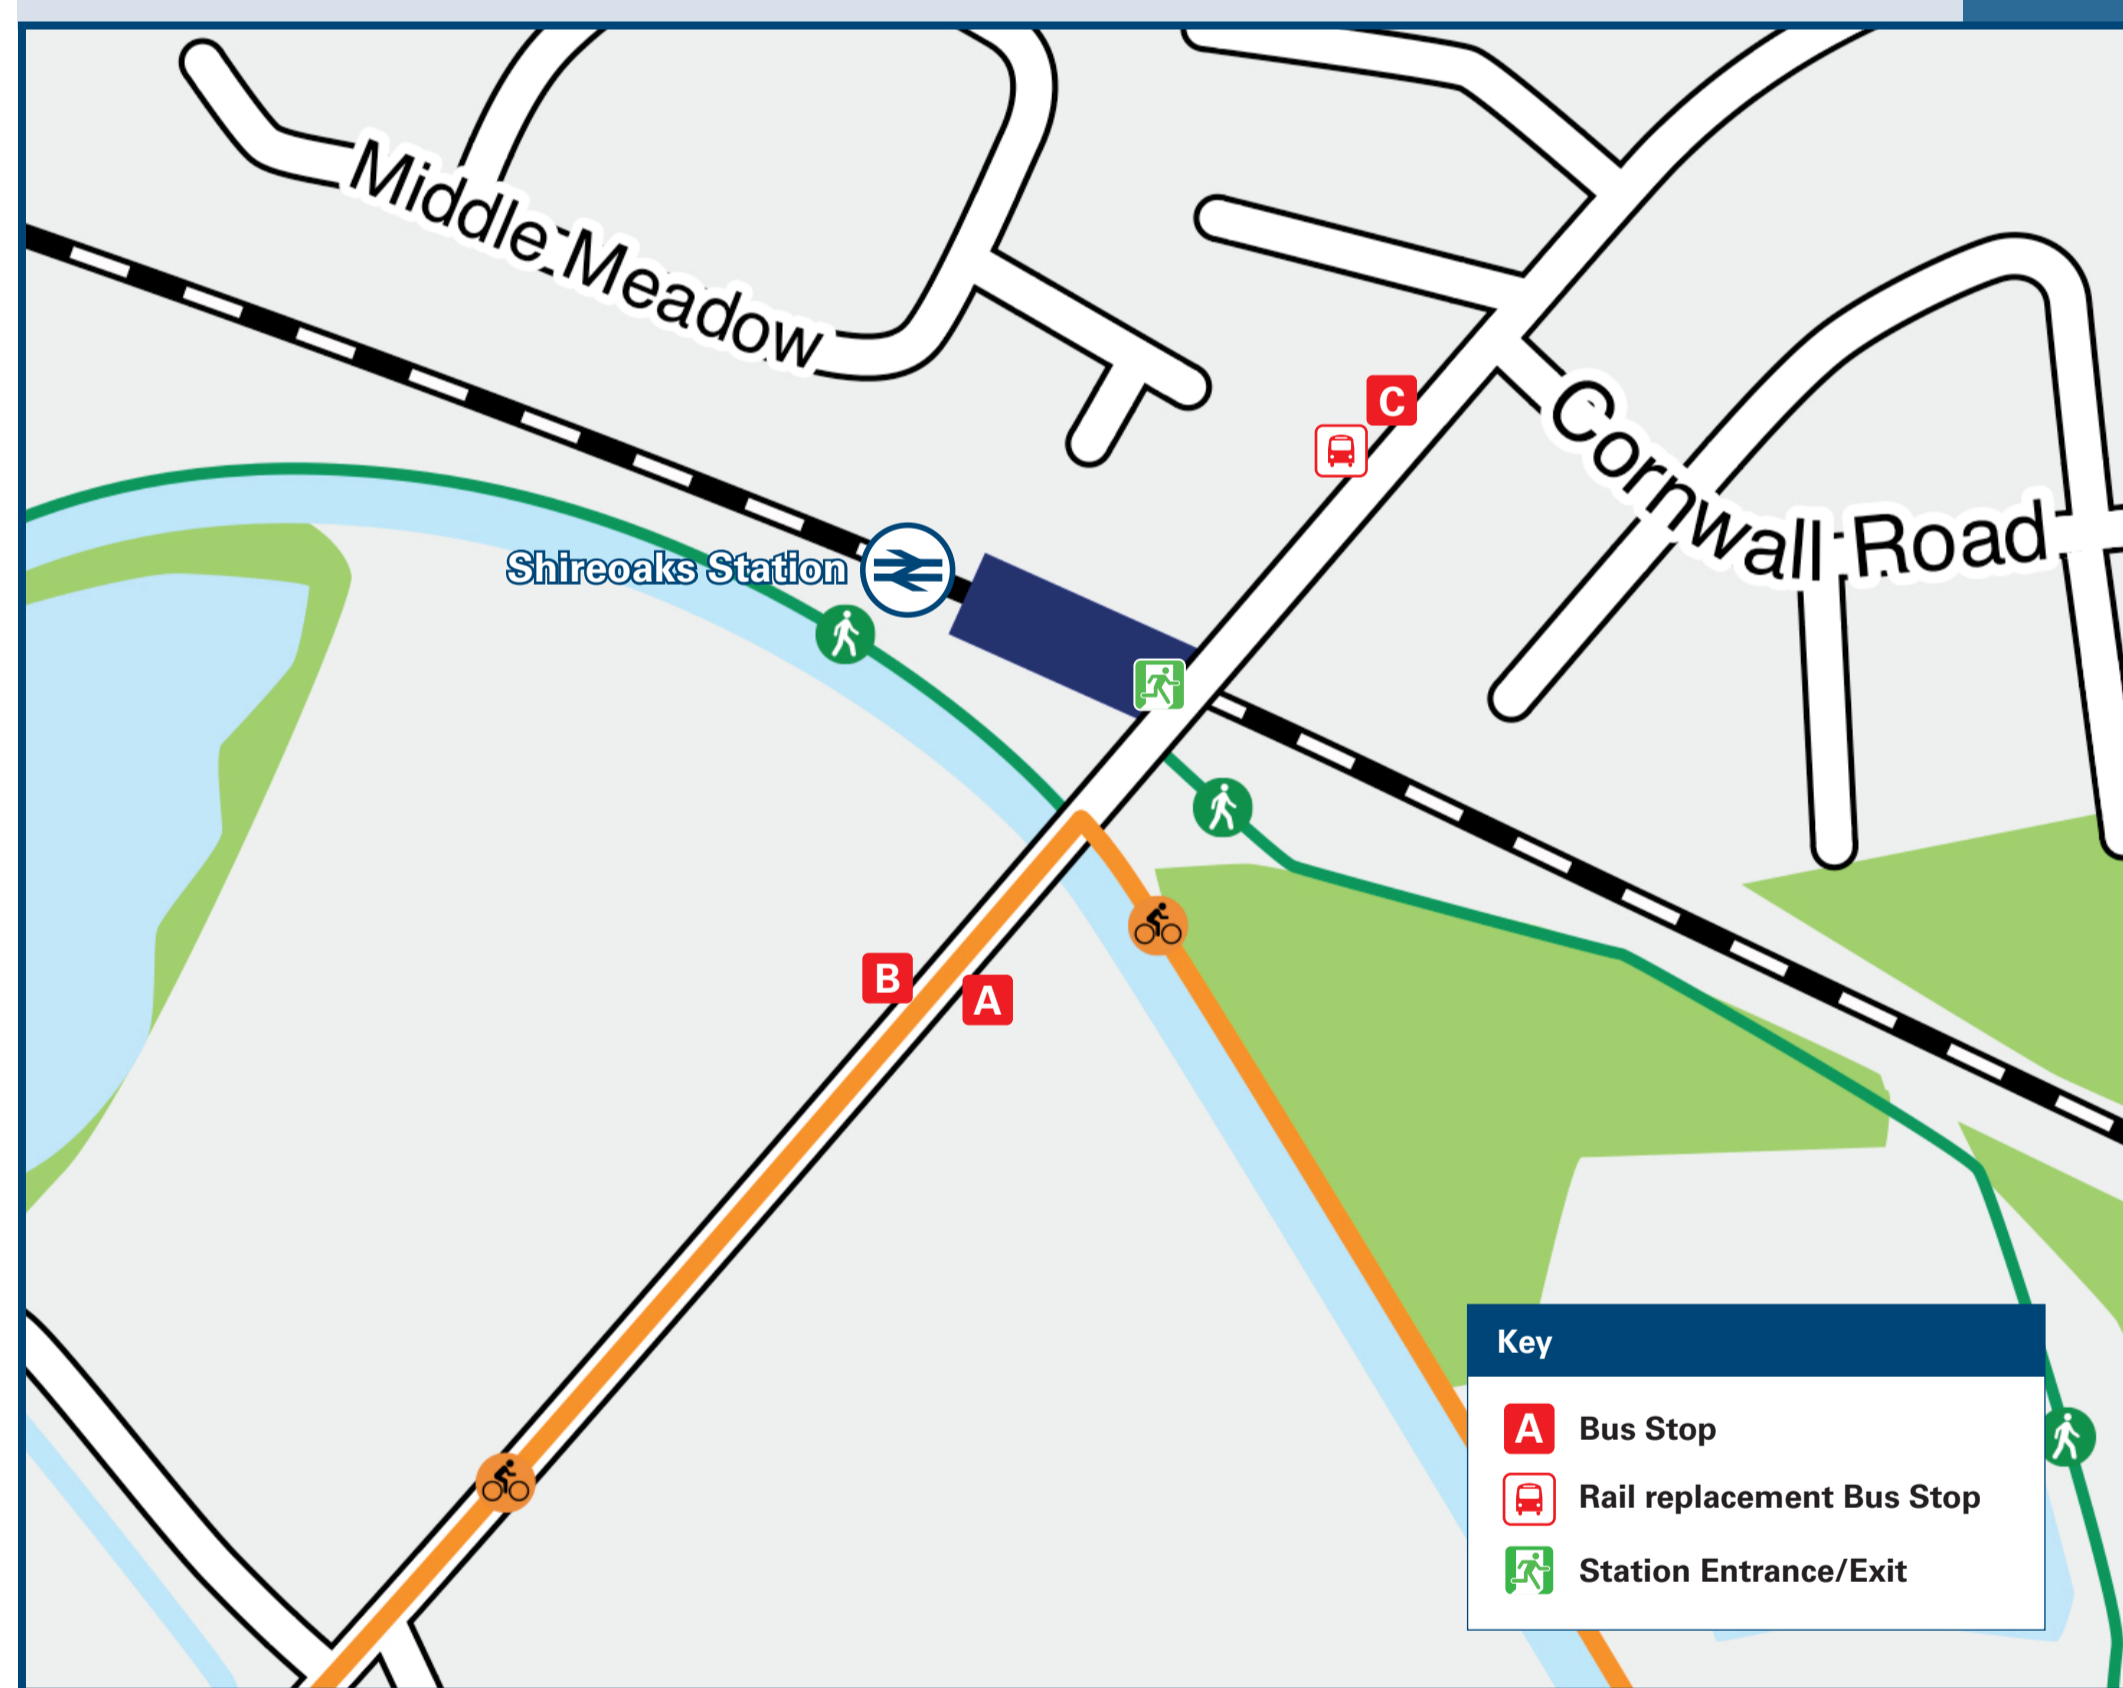 Middle Meadow
C
Cornwall Road
Shireoaks Station
B
A
Key
A Bus Stop
Rail replacement Bus Stop
Station Entrance/Exit